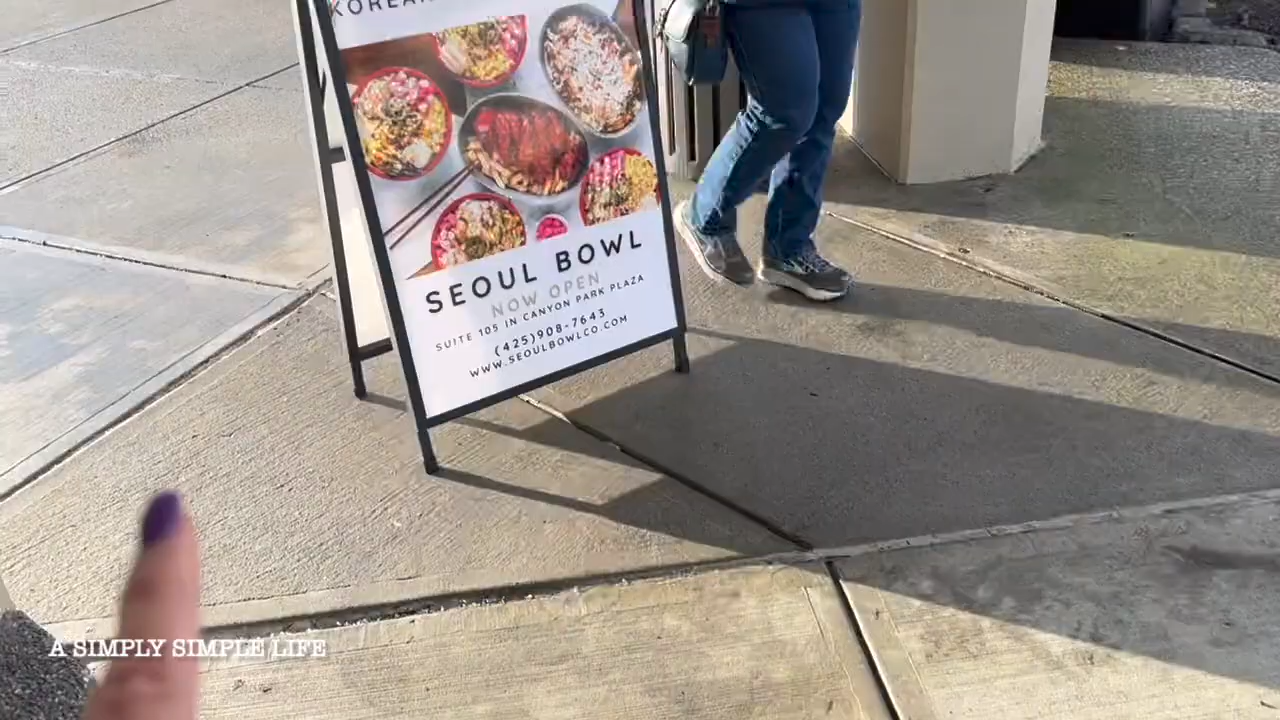 KOREAN
SEOUL BOWL
NOW OPEN
SUITE 105 IN CANYON PARK PLAZA
(425)908-7643
WWW.SEOULBOWLCO.COM
A SIMPLY SIMPLE LIFE